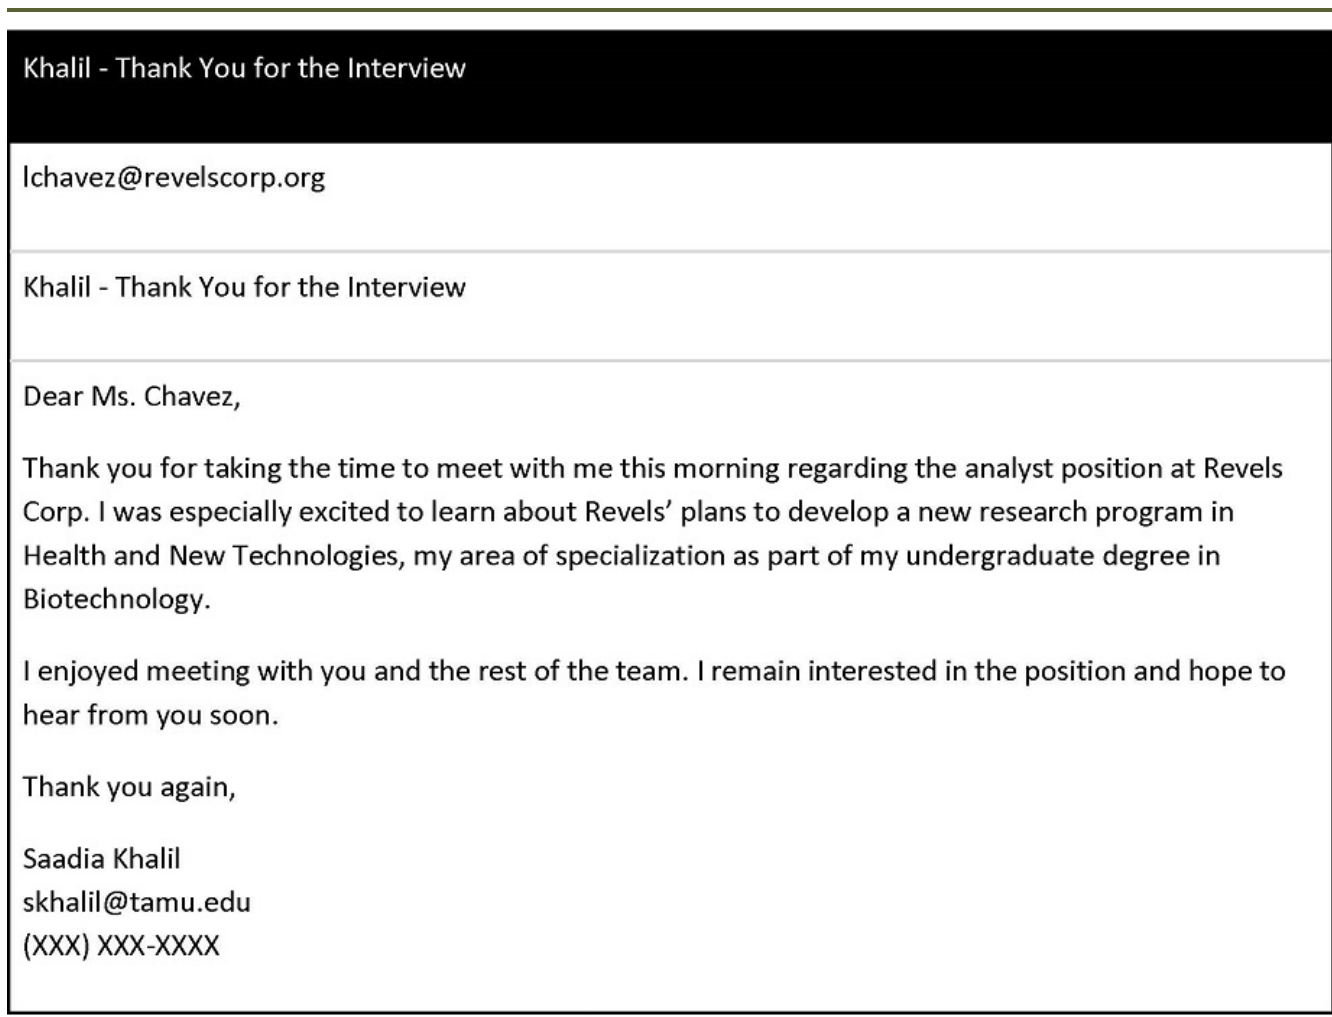 Khalil - Thank You for the Interview
lchavez@revelscorp.org
Khalil - Thank You for the Interview
Dear Ms. Chavez,
Thank you for taking the time to meet with me this morning regarding the analyst position at Revels
Corp. I was especially excited to learn about Revels’ plans to develop a new research program in
Health and New Technologies, my area of specialization as part of my undergraduate degree in
Biotechnology.
I enjoyed meeting with you and the rest of the team. I remain interested in the position and hope to
hear from you soon.
Thank you again,
Saadia Khalil
skhalil@tamu.edu
(XXX) XXX-XXXX